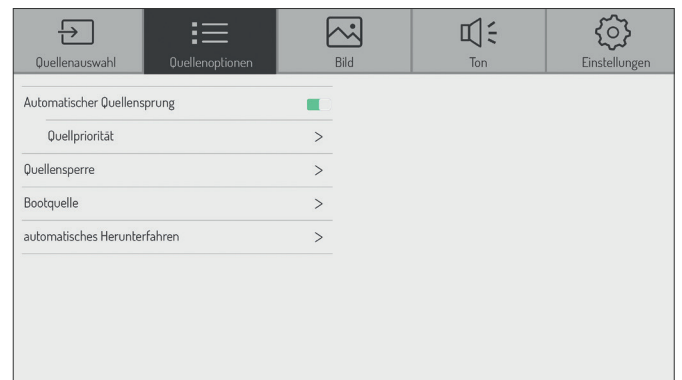 Quellenauswahl Quellenoptionen Bild Ton Einstellungen
Automatischer Quellensprung
Quellpriorität >
Quellensperre >
Bootquelle >
automatisches Herunterfahren >